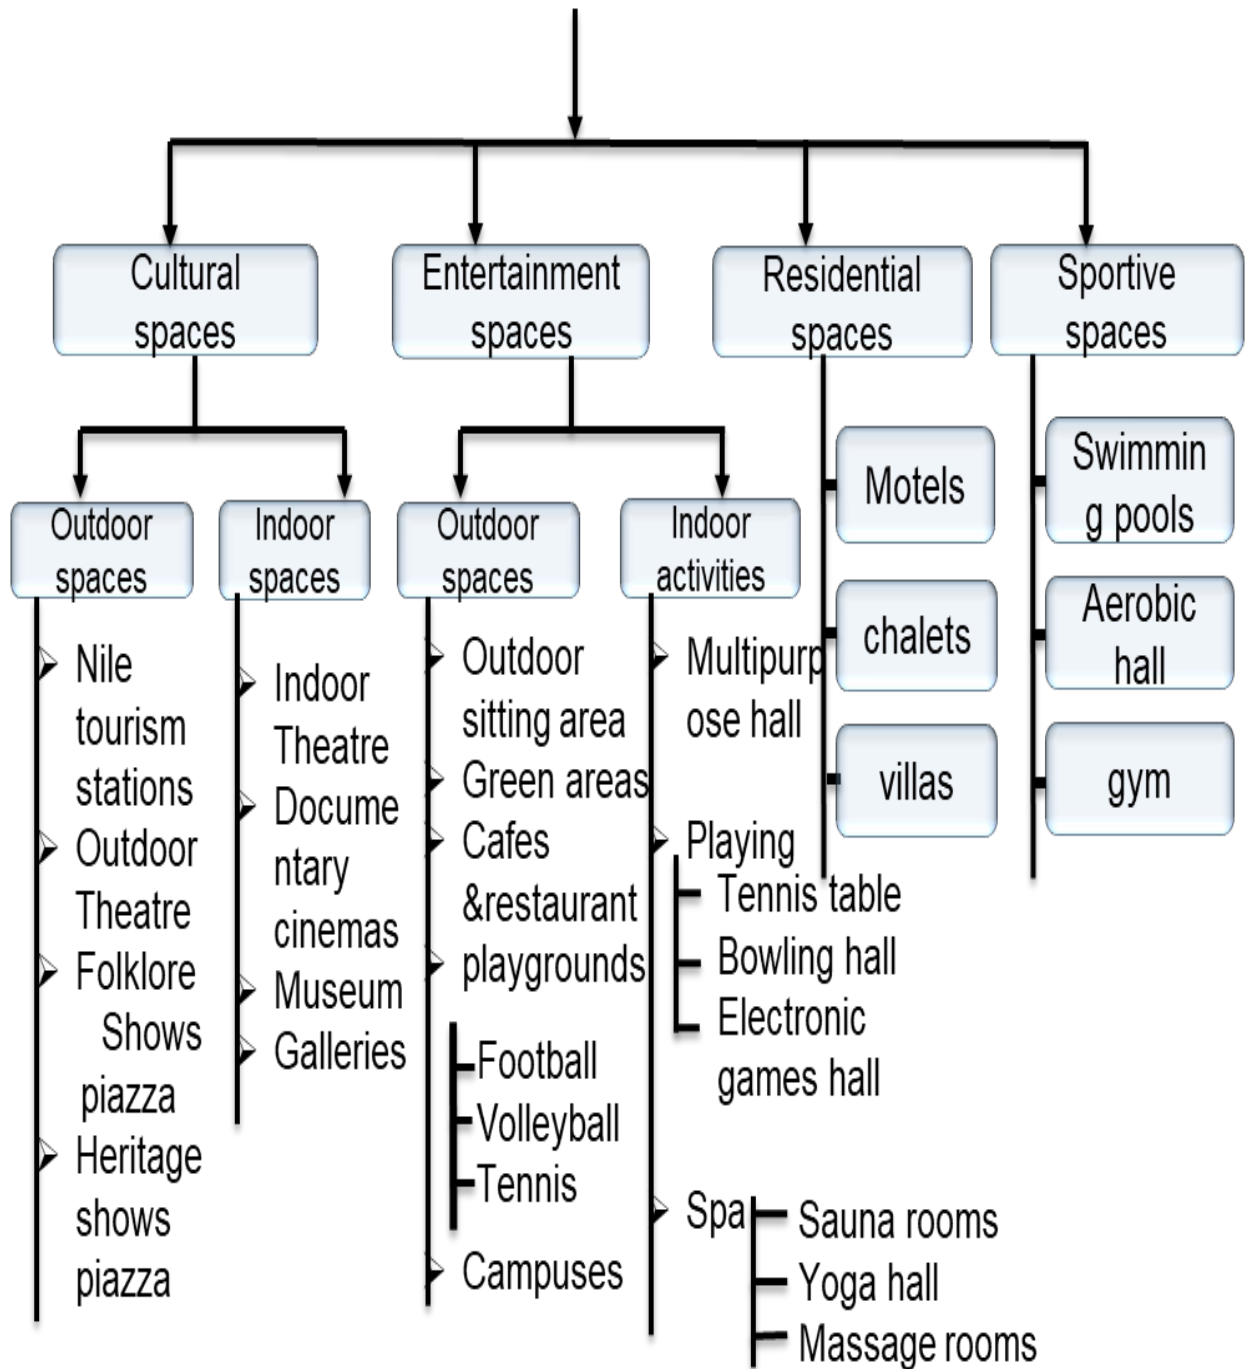 Cultural
spaces
Entertainment
spaces
Residential
spaces
Sportive
spaces
Outdoor
spaces
Nile
tourism
stations
Outdoor
Theatre
Folklore
Shows
piazza
Heritage
shows
piazza
Indoor
spaces
Indoor
Theatre
Docume
ntary
cinemas
Museum
Galleries
Outdoor
spaces
Outdoor
sitting area
Green areas
Cafes
&restaurant
playgrounds
Football
Volleyball
Tennis
Campuses
Indoor
activities
Multipurp
ose hall
Playing
Tennis table
Bowling hall
Electronic
games hall
Spa
Sauna rooms
Yoga hall
Massage rooms
Motels
chalets
villas
Swimmin
g pools
Aerobic
hall
gym